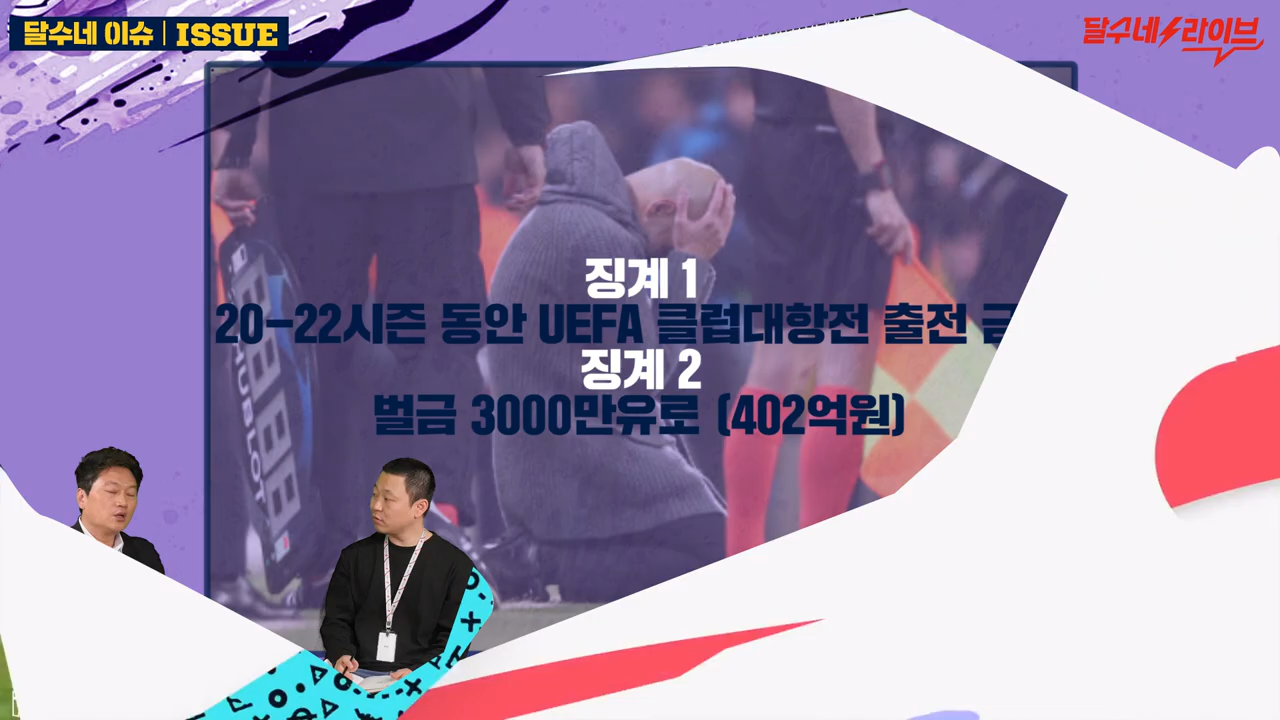 달수네 이슈 | ISSUE
달수네 라이브
징계 1
20-22시즌 동안 UEFA 클럽대항전 출전
징계 2
벌금 3000만유로 (402억원)
HUBLOT